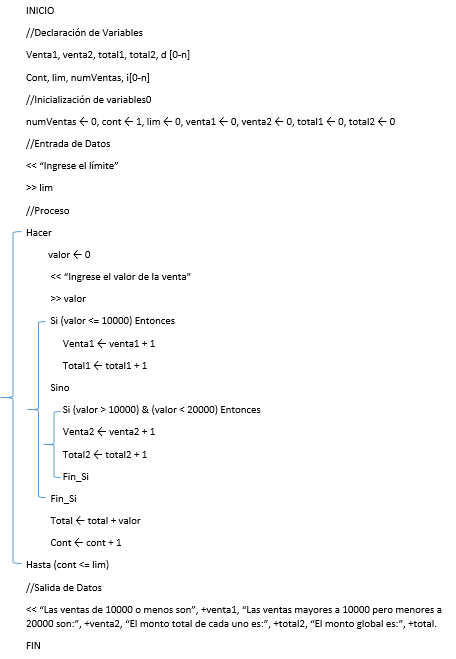 INICIO
//Declaración de Variables
Venta1, venta2, total1, total2, d [0-n]
Cont, lim, numVentas, i[0-n]
//Inicialización de variables0
numVentas ← 0, cont ← 1, lim ← 0, venta1 ← 0, venta2 ← 0, total1 ← 0, total2 ← 0
//Entrada de Datos
<< “Ingrese el límite”
>> lim
//Proceso
Hacer
valor ← 0
<< “Ingrese el valor de la venta”
>> valor
Si (valor <= 10000) Entonces
Venta1 ← venta1 + 1
Total1 ← total1 + 1
Sino
Si (valor > 10000) & (valor < 20000) Entonces
Venta2 ← venta2 + 1
Total2 ← total2 + 1
Fin_Si
Fin_Si
Total ← total + valor
Cont ← cont + 1
Hasta (cont <= lim)
//Salida de Datos
<< “Las ventas de 10000 o menos son”, +venta1, “Las ventas mayores a 10000 pero menores a
20000 son:”, +venta2, “El monto total de cada uno es:”, +total2, “El monto global es:”, +total.
FIN